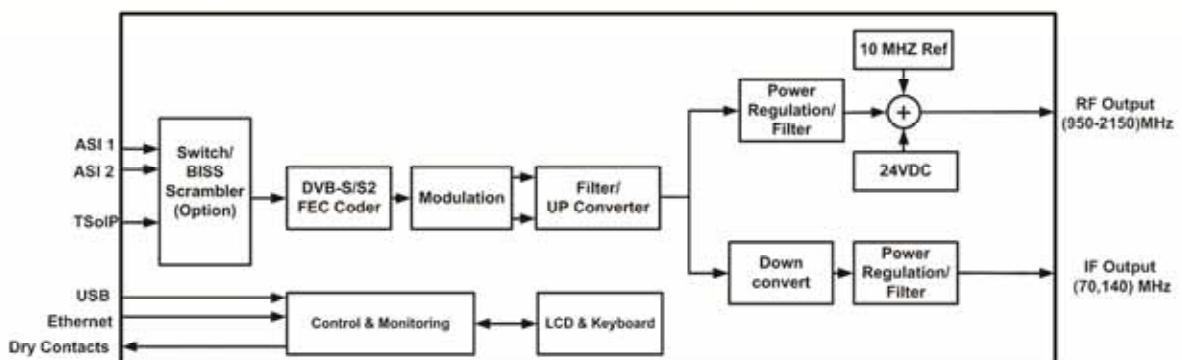 10 MHZ Ref
Power
Regulation/
Filter
+
RF Output
(950-2150)MHz
24VDC
ASI 1
ASI 2
TSoIP
Switch/
BISS
Scrambler
(Option)
DVB-S/S2
FEC Coder
Modulation
Filter/
UP Converter
Down
convert
Power
Regulation/
Filter
IF Output
(70,140) MHz
USB
Ethernet
Dry Contacts
Control & Monitoring
LCD & Keyboard